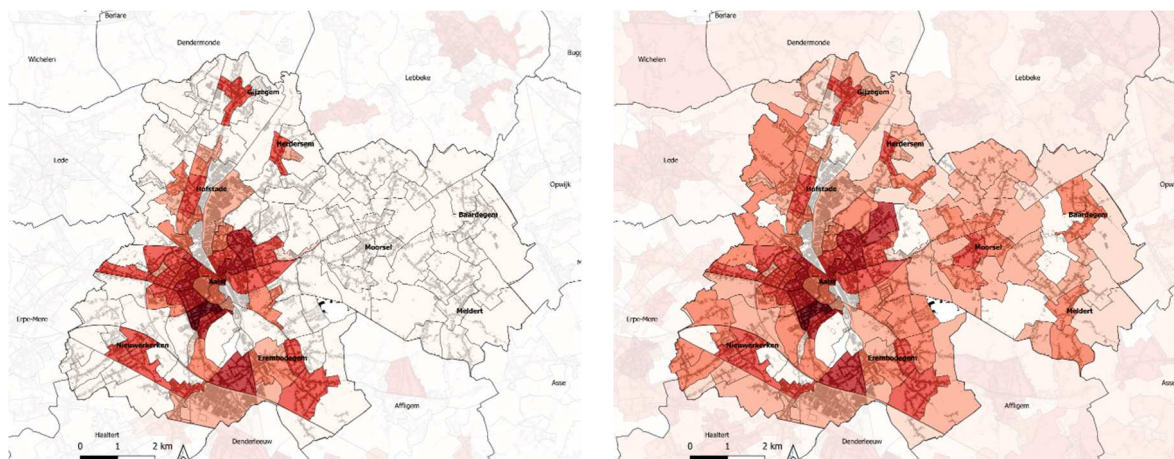 Berlare
Dendermonde
Wichelen
Lebbeke
Gijzegem
Herdersem
Lede
Hofstade
Opwijk
Baardegem
Moorsel
Erpe-Mere
Meldert
Nieuwerkerken
Erembodegem
Asse
Affligem
Haaltert
Denderleeuw
0 1 2 km
Berlare
Dendermonde
Wichelen
Lebbeke
Gijzegem
Herdersem
Lede
Hofstade
Opwijk
Baardegem
Moorsel
Erpe-Mere
Meldert
Nieuwerkerken
Erembodegem
Asse
Affligem
Haaltert
Denderleeuw
0 1 2 km